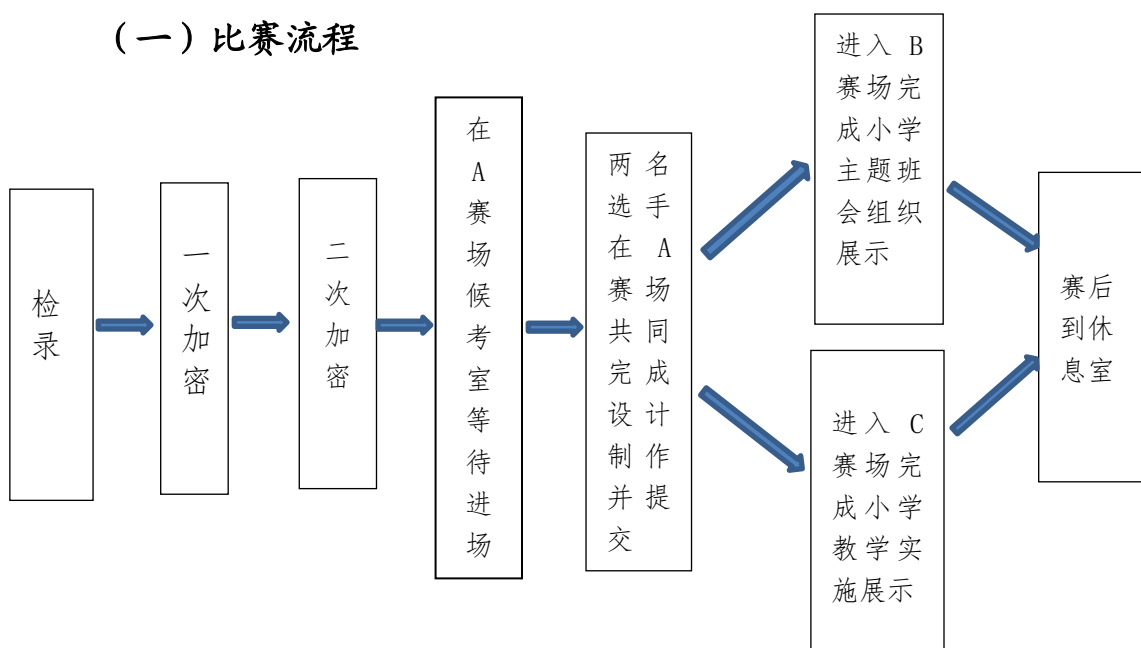 （一）比赛流程
检
录
一
次
加
密
二
次
加
密
在
A
赛
场
候
考
室
等
待
进
场
两名
选手
在 A
赛场
共同
完成
设计
制作
并提
交
进入 B
赛场完
成小学
主题班
会组织
展示
进入 C
赛场完
成小学
教学实
施展示
赛后
到休
息室